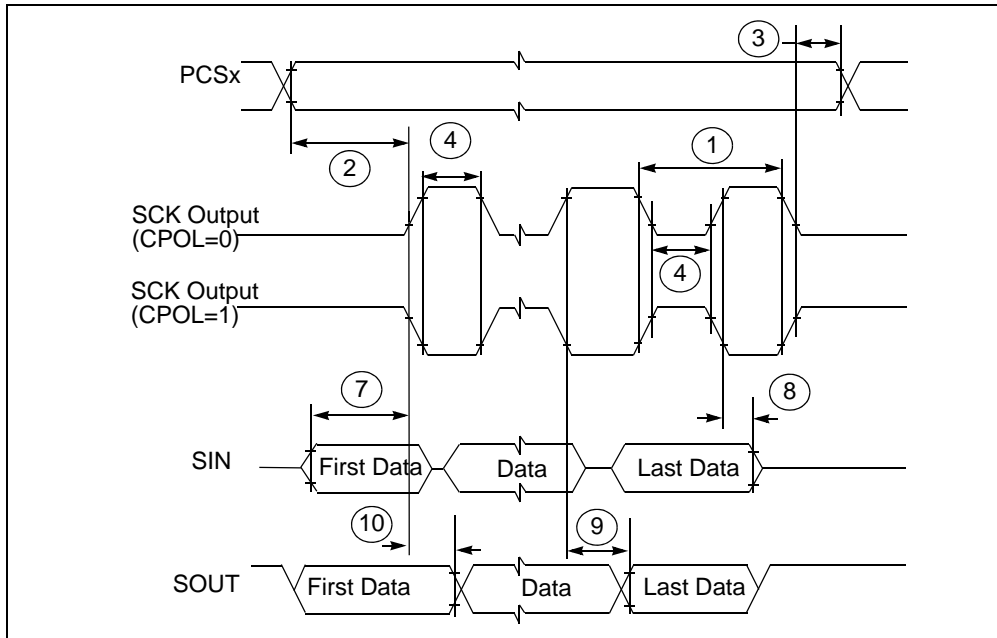 3
PCSx
2
4
1
SCK Output
(CPOL=0)
4
SCK Output
(CPOL=1)
7
8
SIN
First Data
Data
Last Data
10
9
SOUT
First Data
Data
Last Data